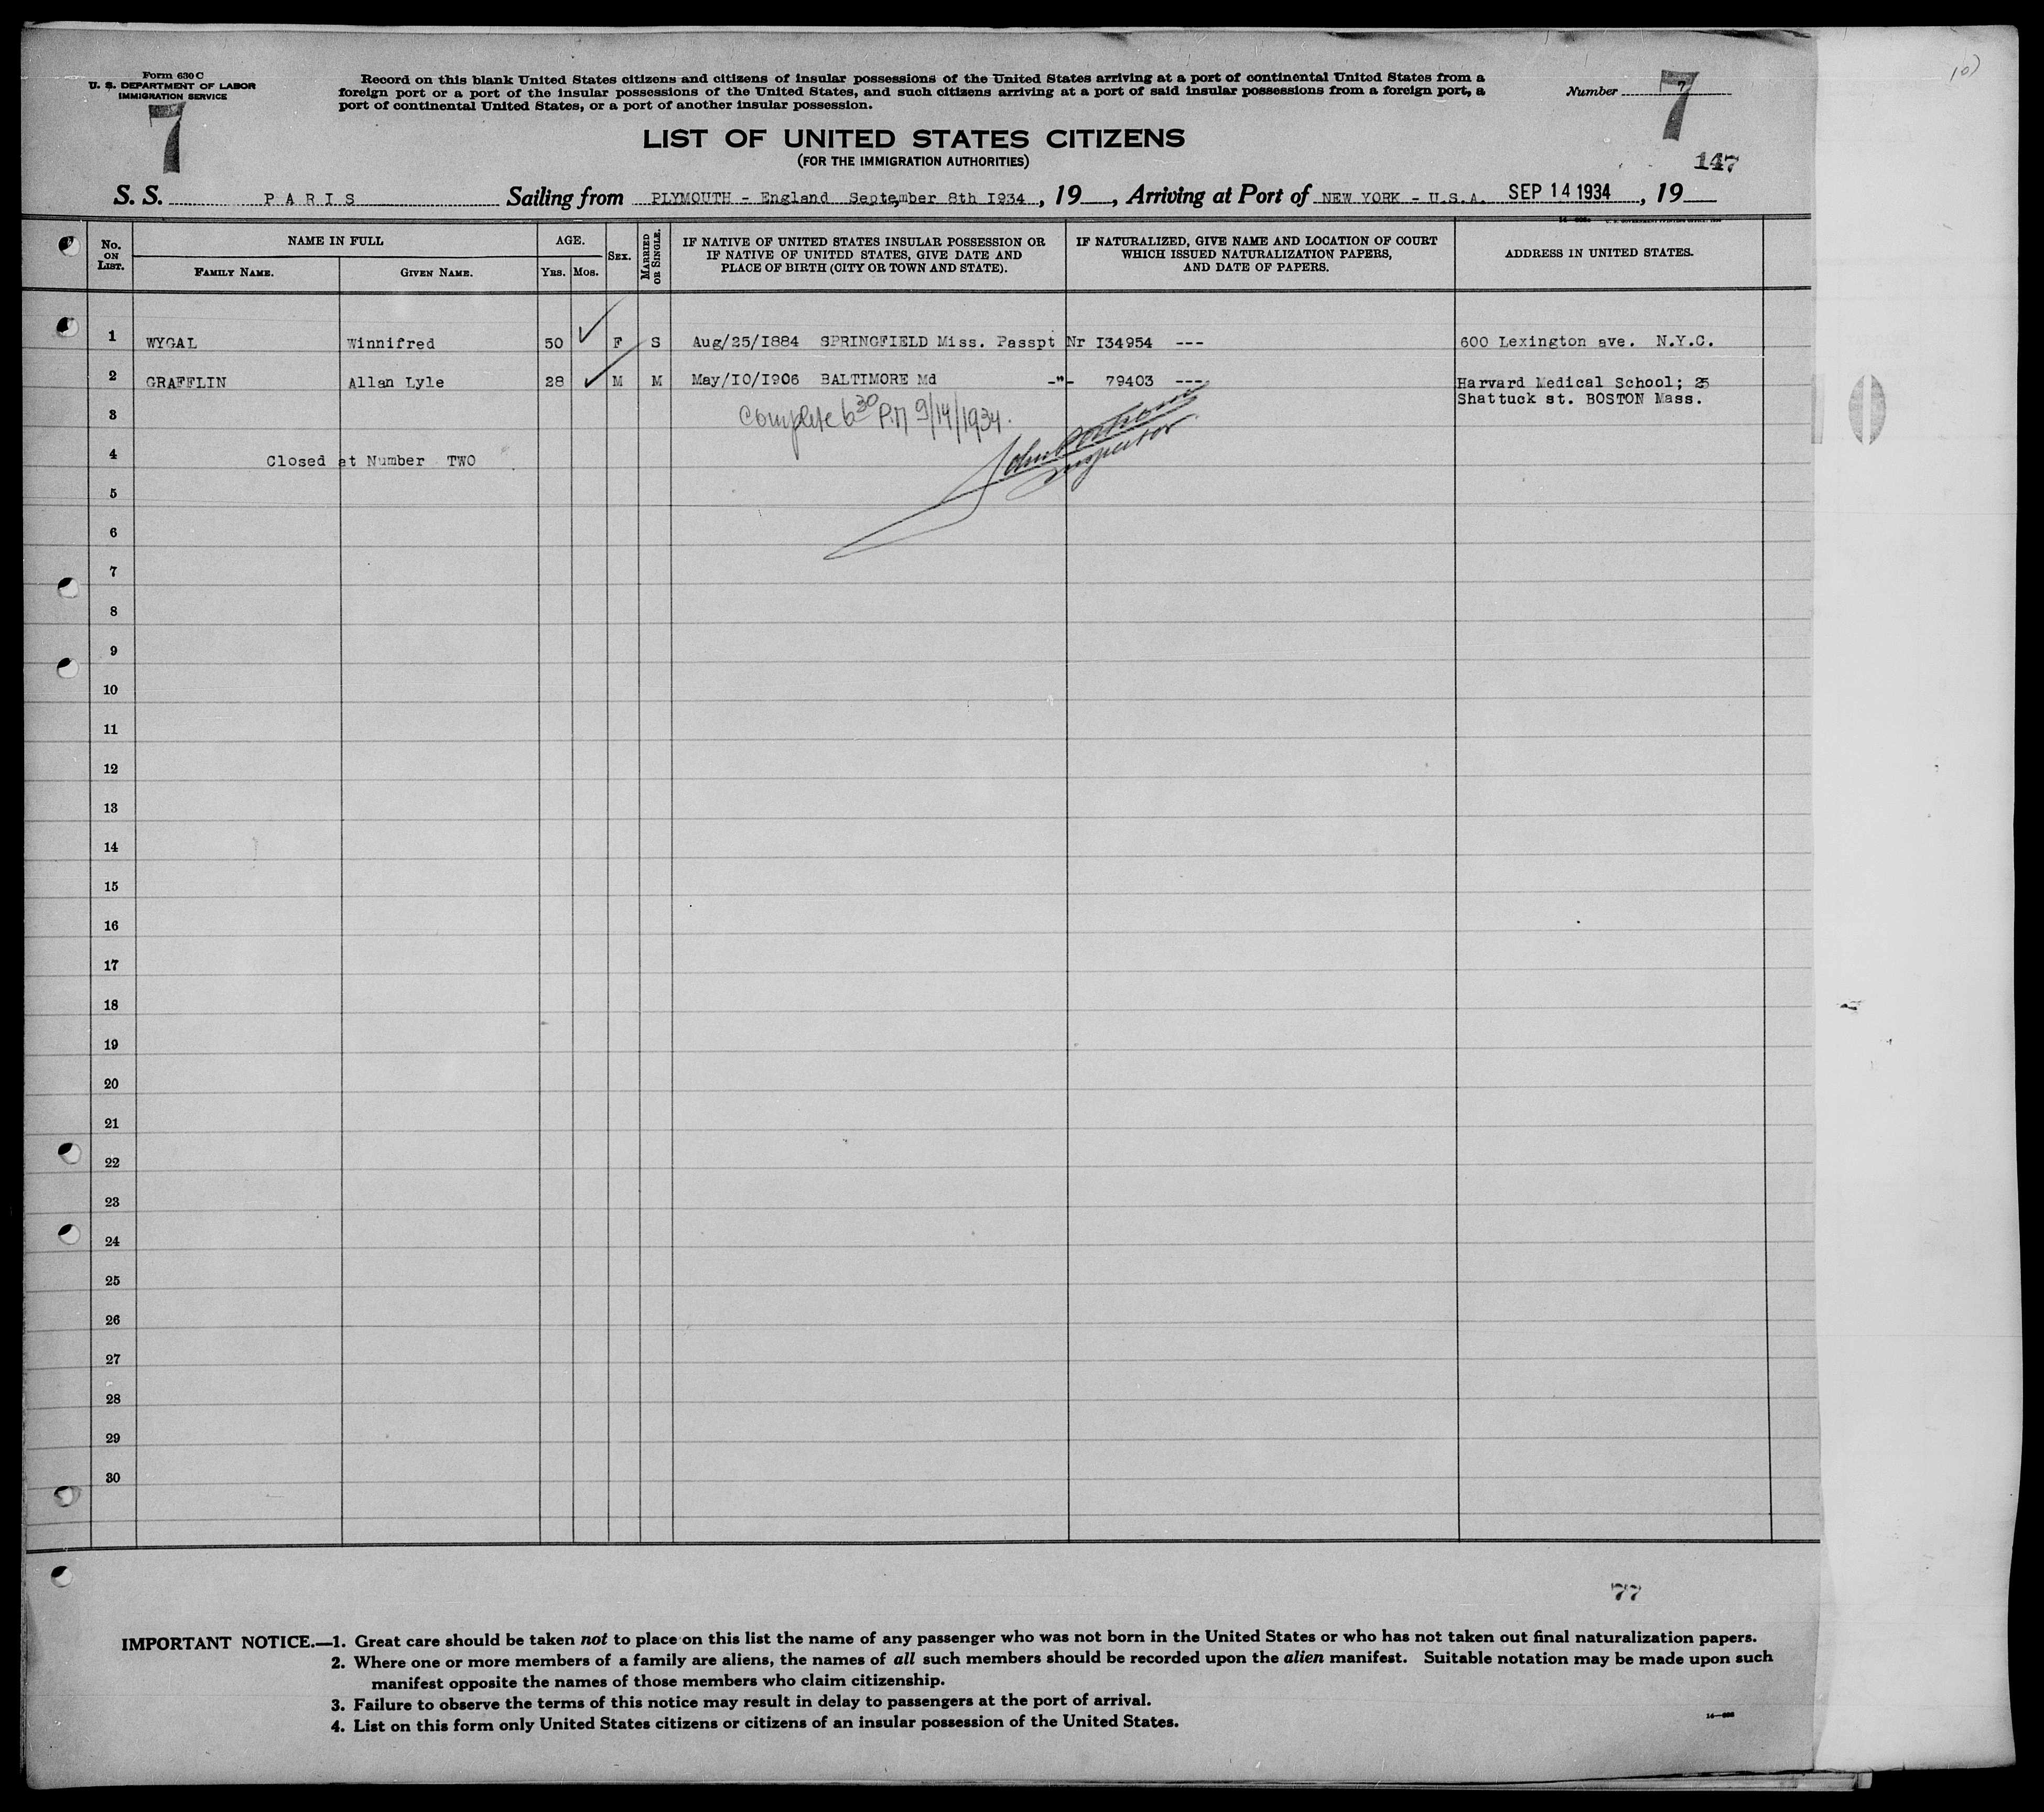 Form 630 C
U. S. DEPARTMENT OF LABOR
IMMIGRATION SERVICE
7
Record on this blank United States citizens and citizens of insular possessions of the United States arriving at a port of continental United States from a
foreign port or a port of the insular possessions of the United States, and such citizens arriving at a port of said insular possessions from a foreign port, a
port of continental United States, or a port of another insular possession.
Number 7
7
LIST OF UNITED STATES CITIZENS
(FOR THE IMMIGRATION AUTHORITIES)
147
S. S. PARIS Sailing from PLYMOUTH - England September 8th I934, 19, Arriving at Port of NEW YORK - U.S.A. SEP 14 1934, 19
No. ON LIST.
NAME IN FULL
FAMILY NAME. GIVEN NAME.
AGE.
YRS. MOS.
SEX.
MARRIED OR SINGLE.
IF NATIVE OF UNITED STATES INSULAR POSSESSION OR
IF NATIVE OF UNITED STATES, GIVE DATE AND
PLACE OF BIRTH (CITY OR TOWN AND STATE).
IF NATURALIZED, GIVE NAME AND LOCATION OF COURT
WHICH ISSUED NATURALIZATION PAPERS,
AND DATE OF PAPERS.
ADDRESS IN UNITED STATES.
1 WYGAL Winnifred 50 F S Aug/25/I884 SPRINGFIELD Miss. Passpt Nr I34954 --- 600 Lexington ave. N.Y.C.
2 GRAFFLIN Allan Lyle 28 M M May/IO/I906 BALTIMORE Md -"- 79403 --- Harvard Medical School; 25
Shattuck st. BOSTON Mass.
3 Complete 6 30 P.M 9/14/1934.
Inspector
4 Closed at Number TWO
5
6
7
8
9
10
11
12
13
14
15
16
17
18
19
20
21
22
23
24
25
26
27
28
29
30
77
IMPORTANT NOTICE.—1. Great care should be taken not to place on this list the name of any passenger who was not born in the United States or who has not taken out final naturalization papers.
2. Where one or more members of a family are aliens, the names of all such members should be recorded upon the alien manifest. Suitable notation may be made upon such
manifest opposite the names of those members who claim citizenship.
3. Failure to observe the terms of this notice may result in delay to passengers at the port of arrival.
4. List on this form only United States citizens or citizens of an insular possession of the United States.